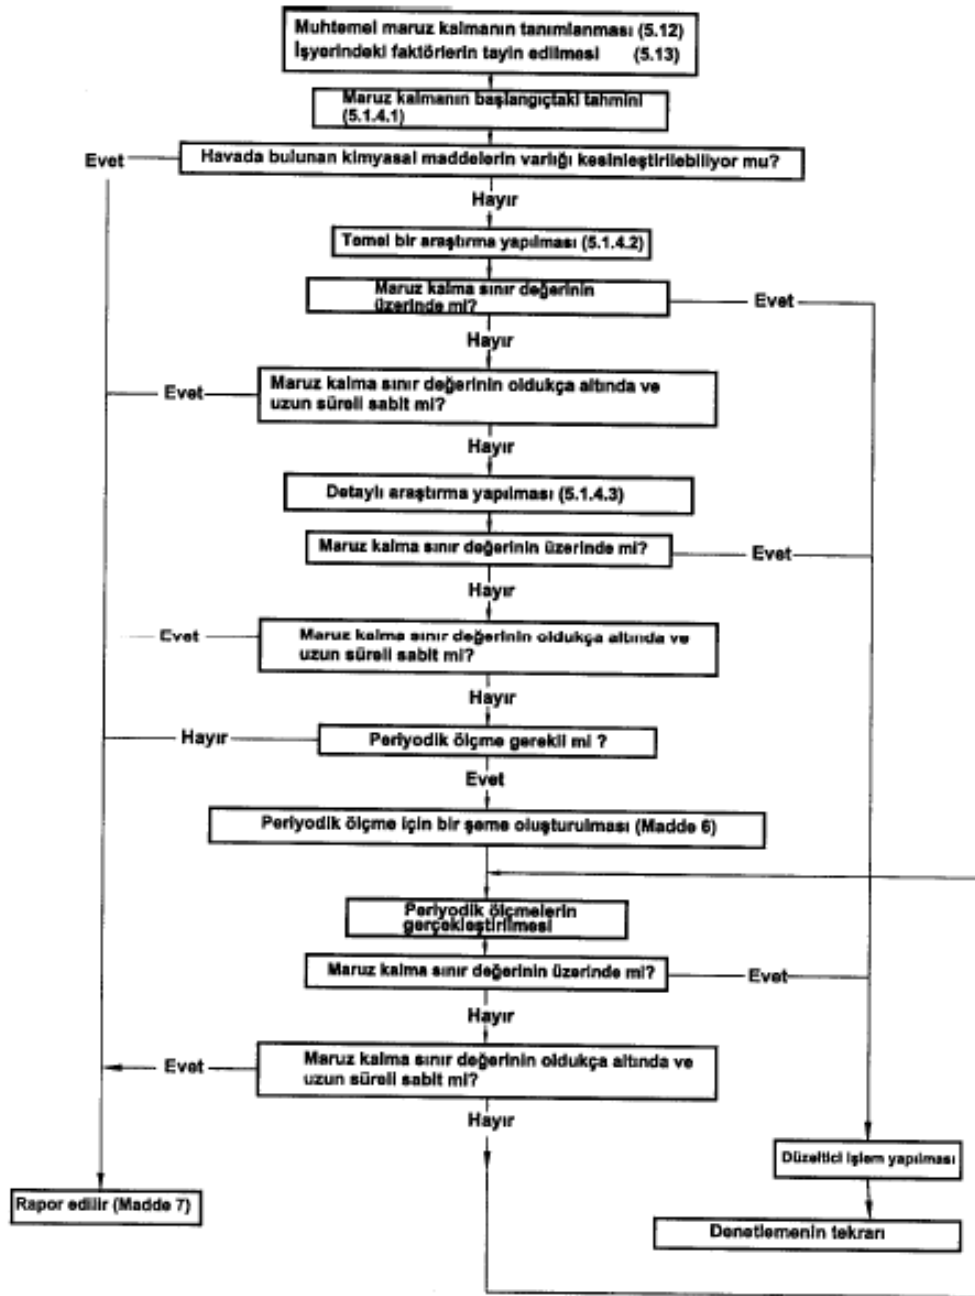 Muhtemel maruz kalmanın tanımlanması (5.12)
İşyerindeki faktörlerin tayin edilmesi (5.13)
Maruz kalmanın başlangıçtaki tahmini
(5.1.4.1)
Evet
Havada bulunan kimyasal maddelerin varlığı kesinleştirilebiliyor mu?
Hayır
Temel bir araştırma yapılması (5.1.4.2)
Maruz kalma sınır değerinin
üzerinde mi?
Evet
Hayır
Evet
Maruz kalma sınır değerinin oldukça altında ve
uzun süreli sabit mi?
Hayır
Detaylı araştırma yapılması (5.1.4.3)
Maruz kalma sınır değerinin üzerinde mi?
Evet
Hayır
Evet
Maruz kalma sınır değerinin oldukça altında ve
uzun süreli sabit mi?
Hayır
Hayır
Periyodik ölçme gerekli mi ?
Evet
Periyodik ölçme için bir şeme oluşturulması (Madde 6)
Periyodik ölçmelerin
gerçekleştirilmesi
Maruz kalma sınır değerinin üzerinde mi?
Evet
Hayır
Evet
Maruz kalma sınır değerinin oldukça altında ve
uzun süreli sabit mi?
Hayır
Düzeltici işlem yapılması
Rapor edilir (Madde 7)
Denetlemenin tekrarı